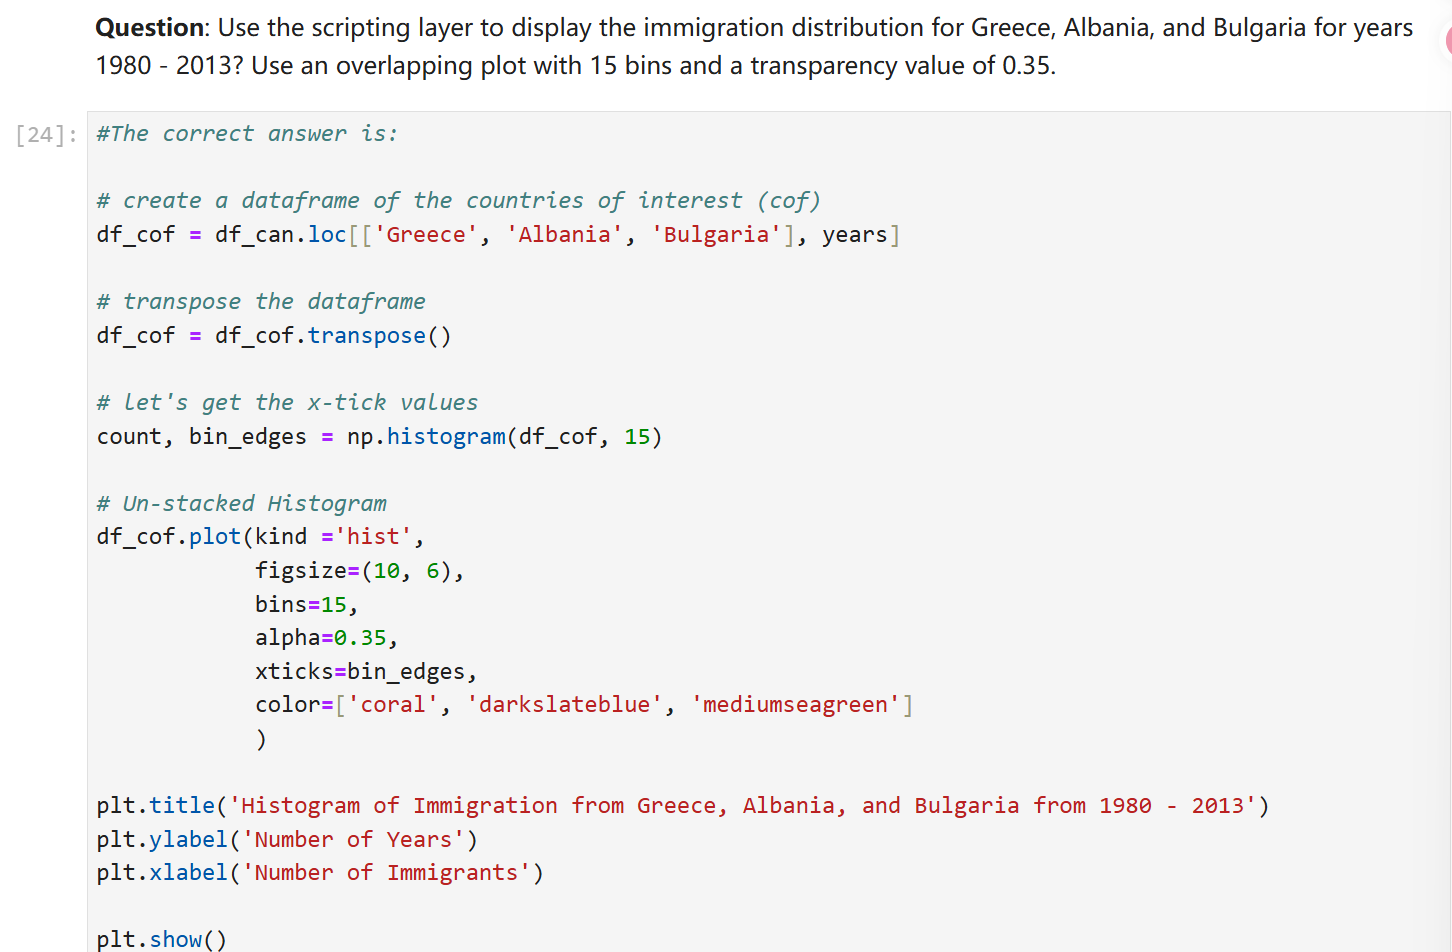 Question: Use the scripting layer to display the immigration distribution for Greece, Albania, and Bulgaria for years
1980 - 2013? Use an overlapping plot with 15 bins and a transparency value of 0.35.
[24]: #The correct answer is:
# create a dataframe of the countries of interest (cof)
df_cof = df_can.loc[['Greece', 'Albania', 'Bulgaria'], years]
# transpose the dataframe
df_cof = df_cof.transpose()
# let's get the x-tick values
count, bin_edges = np.histogram(df_cof, 15)
# Un-stacked Histogram
df_cof.plot(kind ='hist',
            figsize=(10, 6),
            bins=15,
            alpha=0.35,
            xticks=bin_edges,
            color=['coral', 'darkslateblue', 'mediumseagreen']
            )
plt.title('Histogram of Immigration from Greece, Albania, and Bulgaria from 1980 - 2013')
plt.ylabel('Number of Years')
plt.xlabel('Number of Immigrants')
plt.show()